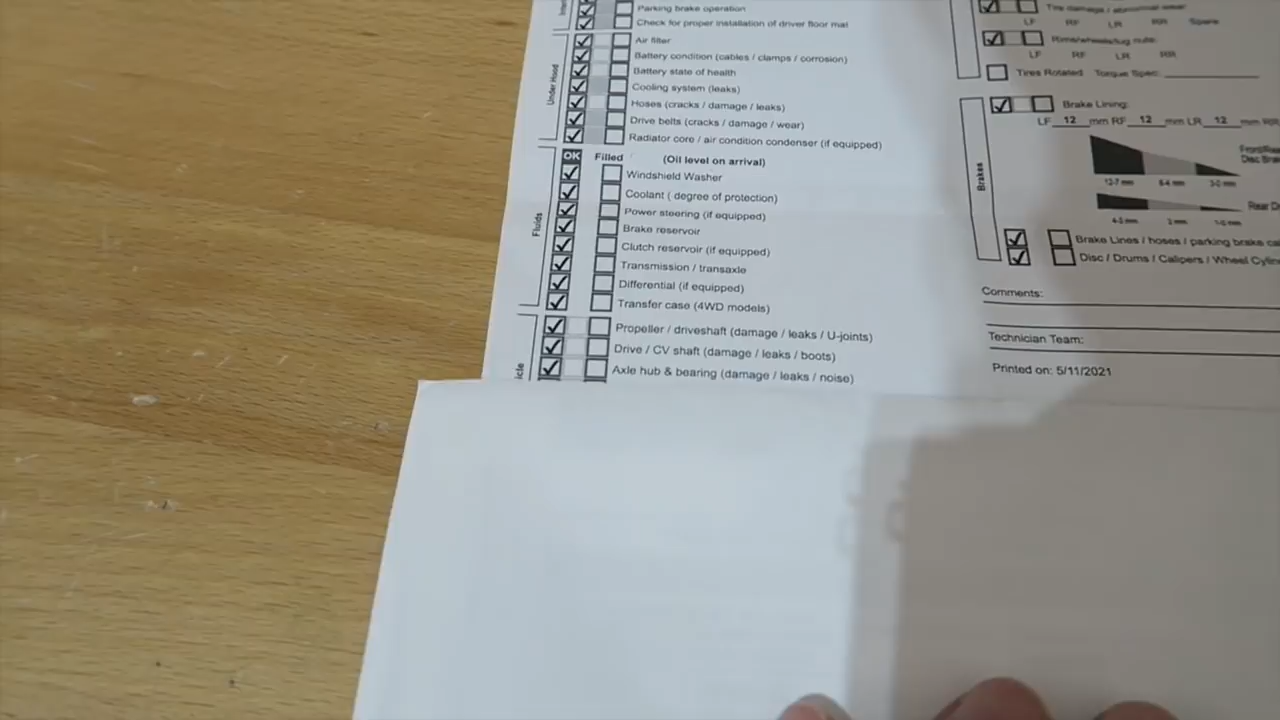 Parking brake operation
Check for proper installation of driver floor mat
Under Hood
Air filter
Battery condition (cables / clamps / corrosion)
Battery state of health
Cooling system (leaks)
Hoses (cracks / damage / leaks)
Drive belts (cracks / damage / wear)
Radiator core / air condition condenser (if equipped)
Fluids
OK Filled (Oil level on arrival)
Windshield Washer
Coolant ( degree of protection)
Power steering (if equipped)
Brake reservoir
Clutch reservoir (if equipped)
Transmission / transaxle
Differential (if equipped)
Transfer case (4WD models)
Propeller / driveshaft (damage / leaks / U-joints)
Drive / CV shaft (damage / leaks / boots)
Axle hub & bearing (damage / leaks / noise)
Tire damage / abnormal wear
LF RF LR RR Spare
Rims/wheels/lug nuts:
LF RF LR RR
Tires Rotated Torque Spec:
Brakes
Brake Lining:
LF 12 mm RF 12 mm LR 12 mm RR
12-7 mm 6-4 mm 3-0 mm
4-3 mm 2 mm 1-0 mm
Brake Lines / hoses / parking brake
Disc / Drums / Calipers / Wheel
Comments:
Technician Team:
Printed on: 5/11/2021